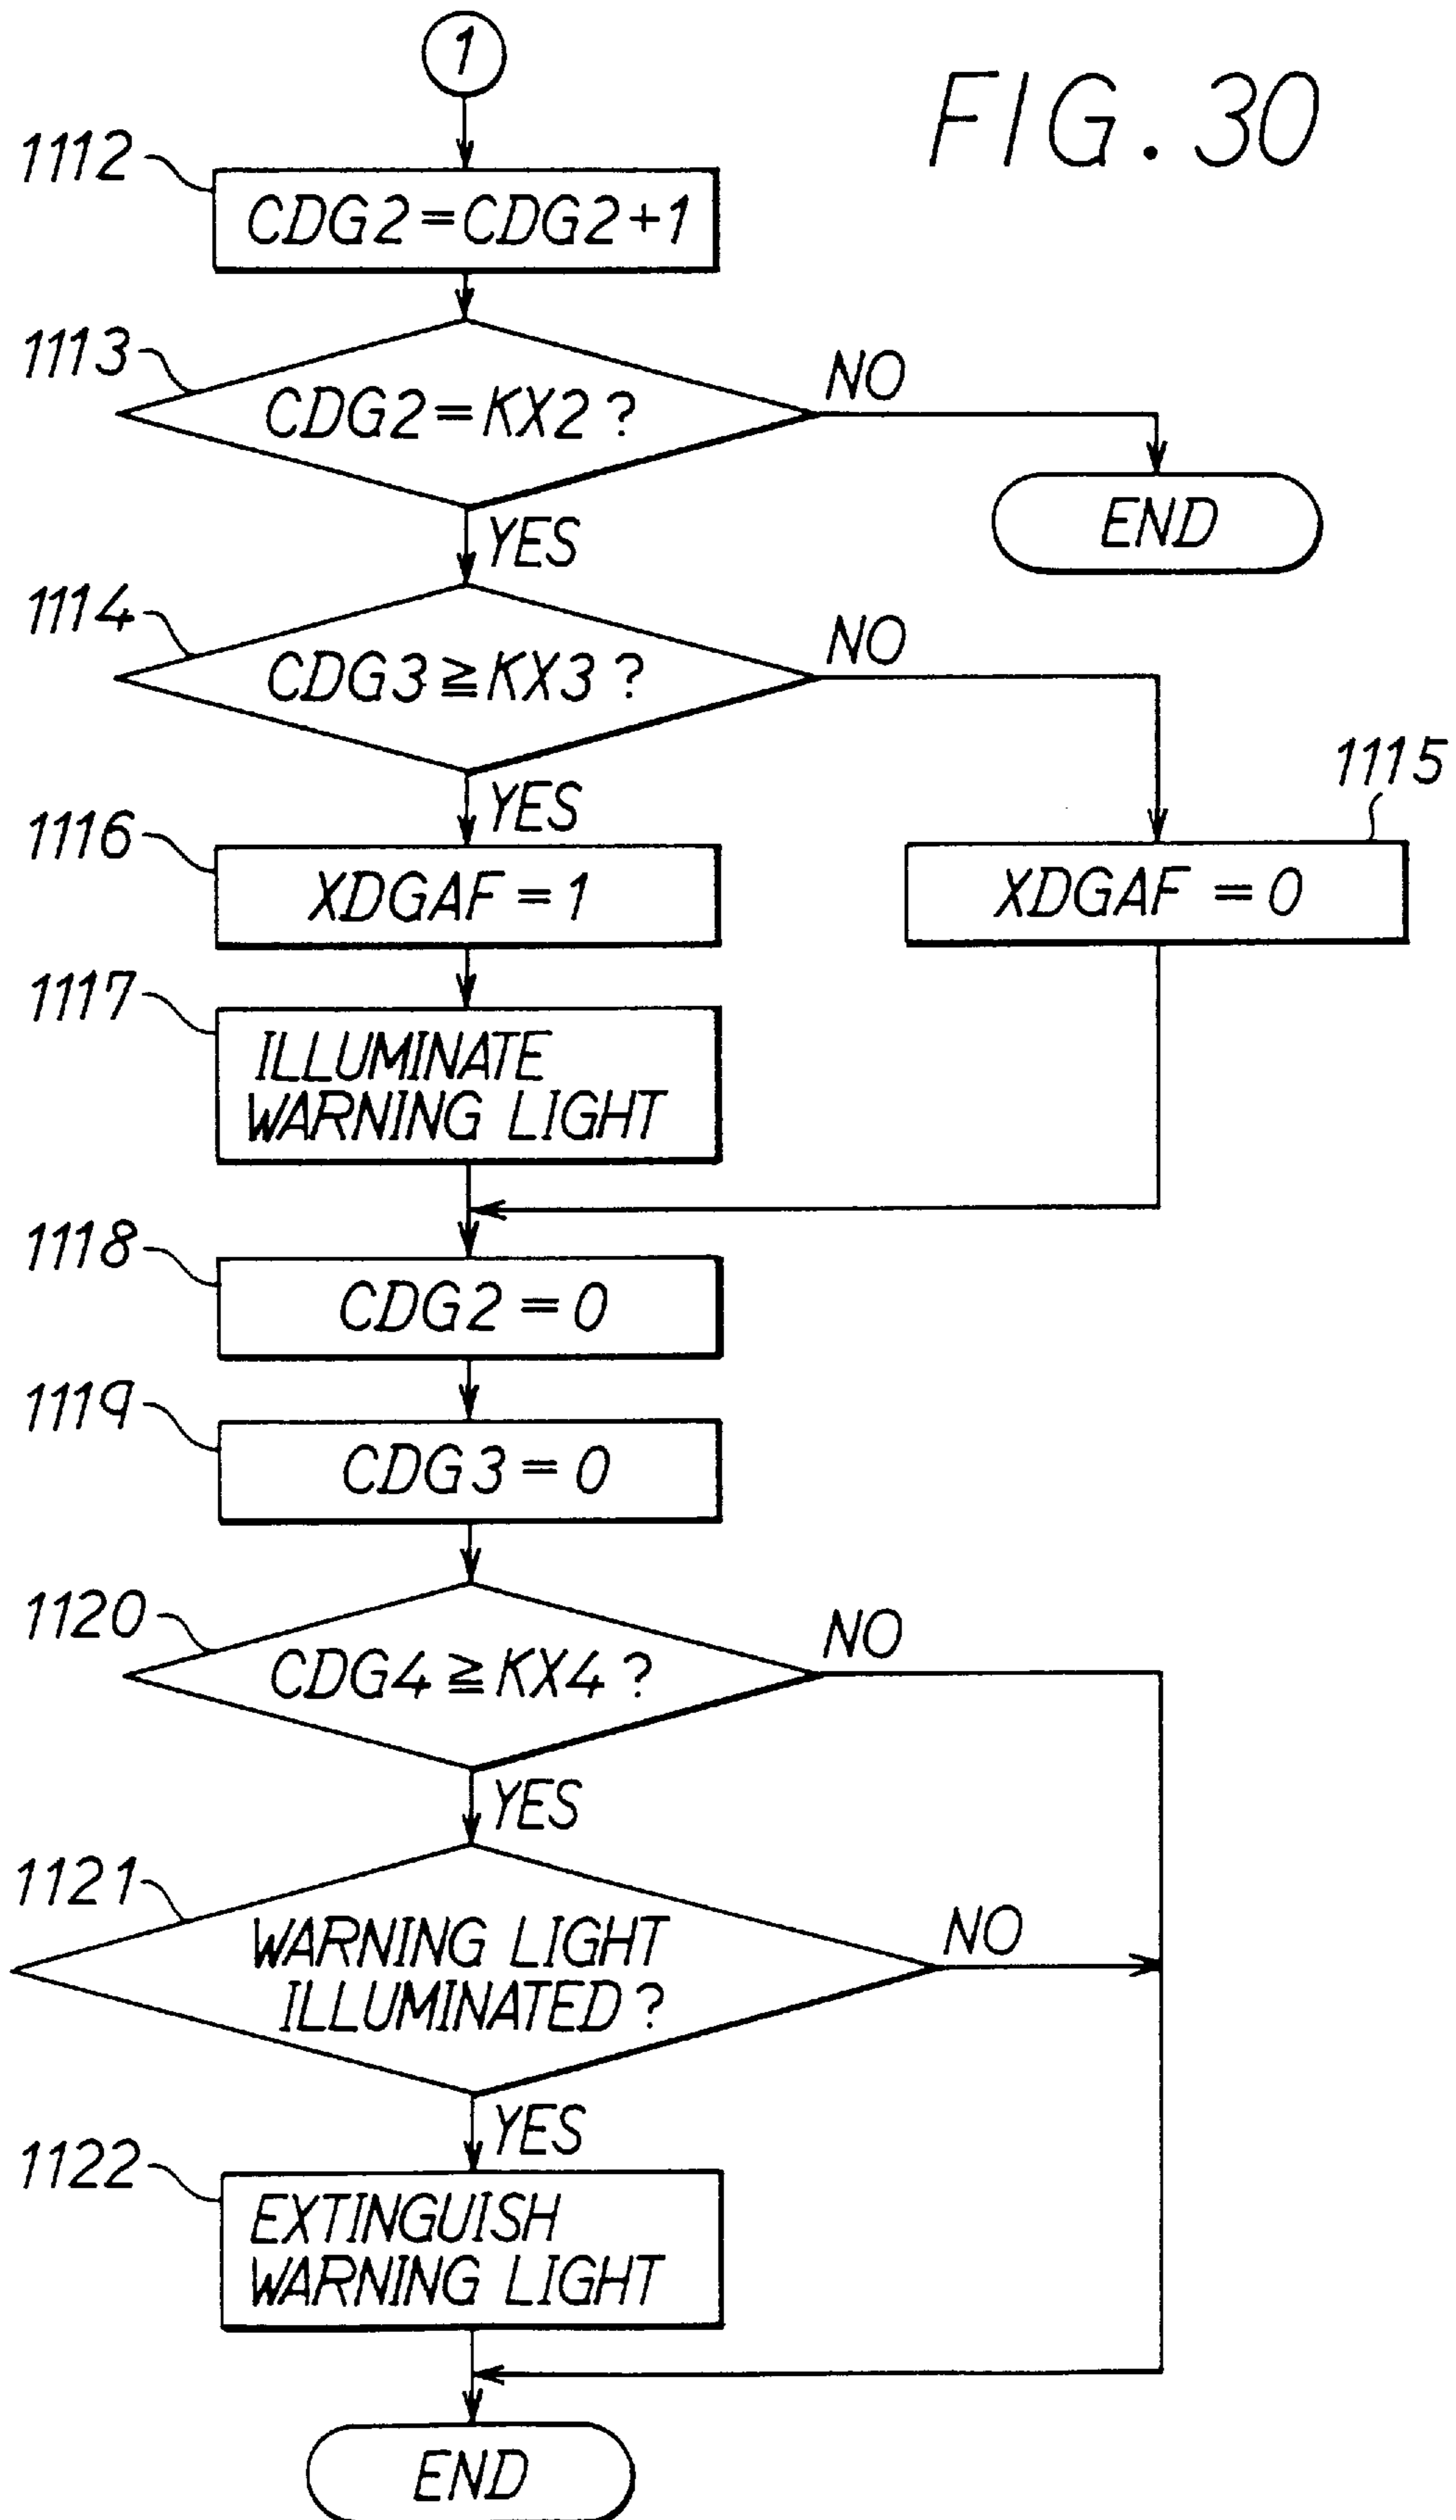 1
FIG. 30
1112
CDG2=CDG2+1
1113
CDG2=KX2?
NO
END
YES
1114
CDG3≧KX3?
NO
YES
1115
1116
XDGAF=1
XDGAF=0
1117
ILLUMINATE
WARNING LIGHT
1118
CDG2=0
1119
CDG3=0
1120
CDG4≧KX4?
NO
YES
1121
WARNING LIGHT
ILLUMINATED?
NO
YES
1122
EXTINGUISH
WARNING LIGHT
END